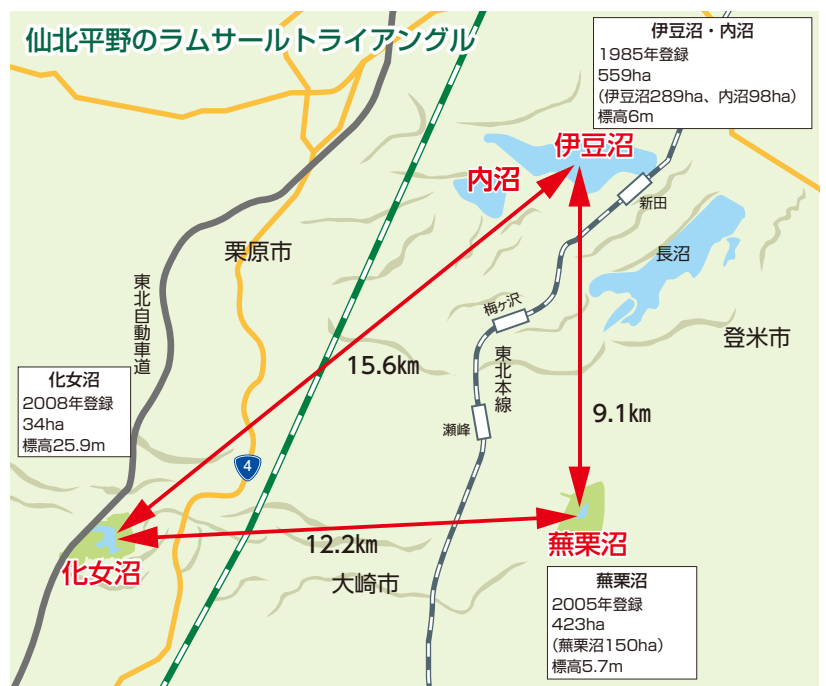 仙北平野のラムサールトライアングル
伊豆沼・内沼
1985年登録
559ha
(伊豆沼289ha、内沼98ha)
標高6m
伊豆沼
内沼
新田
長沼
栗原市
東北自動車道
梅ヶ沢
登米市
東北本線
15.6km
化女沼
2008年登録
34ha
標高25.9m
9.1km
瀬峰
4
12.2km
蕪栗沼
化女沼
大崎市
蕪栗沼
2005年登録
423ha
(蕪栗沼150ha)
標高5.7m